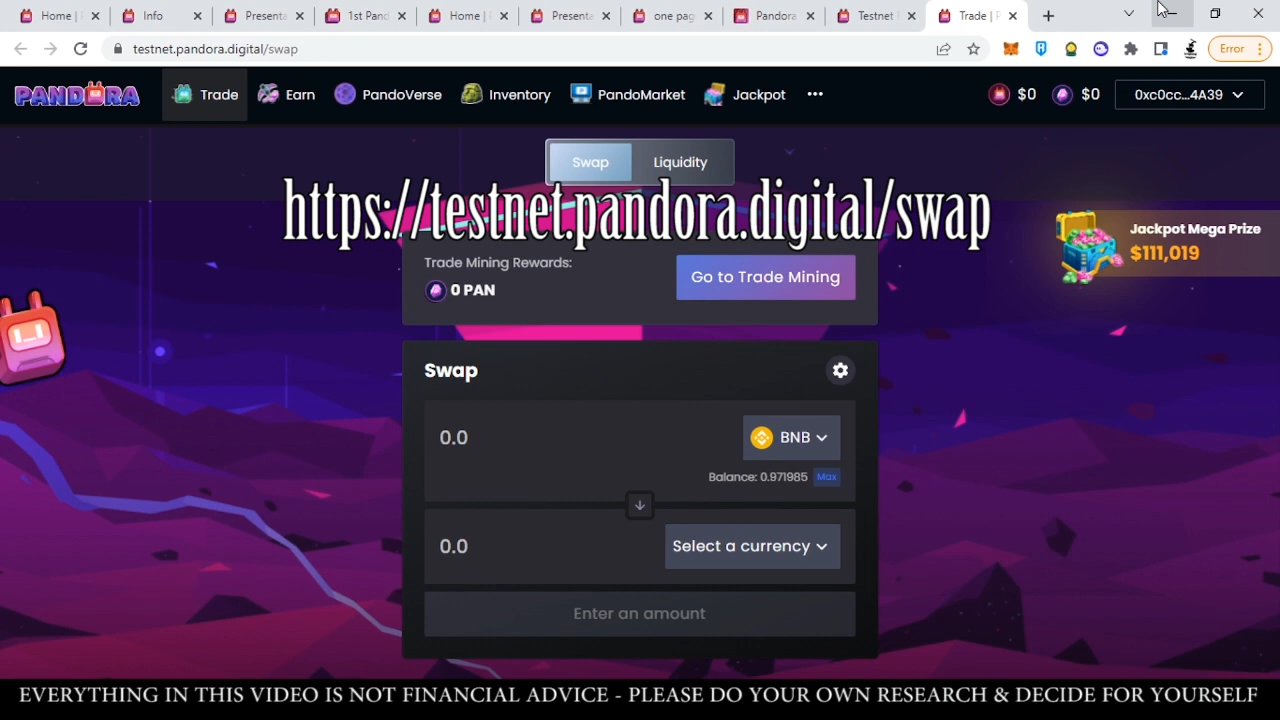 Home |
Info
Presenta
1st Pand
Home |
Presenta
one pag
Pandora
Testnet
Trade |
testnet.pandora.digital/swap
Error
PANDORA
Trade
Earn
PandoVerse
Inventory
PandoMarket
Jackpot
$0
$0
0xc0cc...4A39
Swap
Liquidity
https://testnet.pandora.digital/swap
Jackpot Mega Prize
$111,019
Trade Mining Rewards:
0 PAN
Go to Trade Mining
Swap
0.0
BNB
Balance: 0.971985 Max
0.0
Select a currency
Enter an amount
EVERYTHING IN THIS VIDEO IS NOT FINANCIAL ADVICE - PLEASE DO YOUR OWN RESEARCH & DECIDE FOR YOURSELF